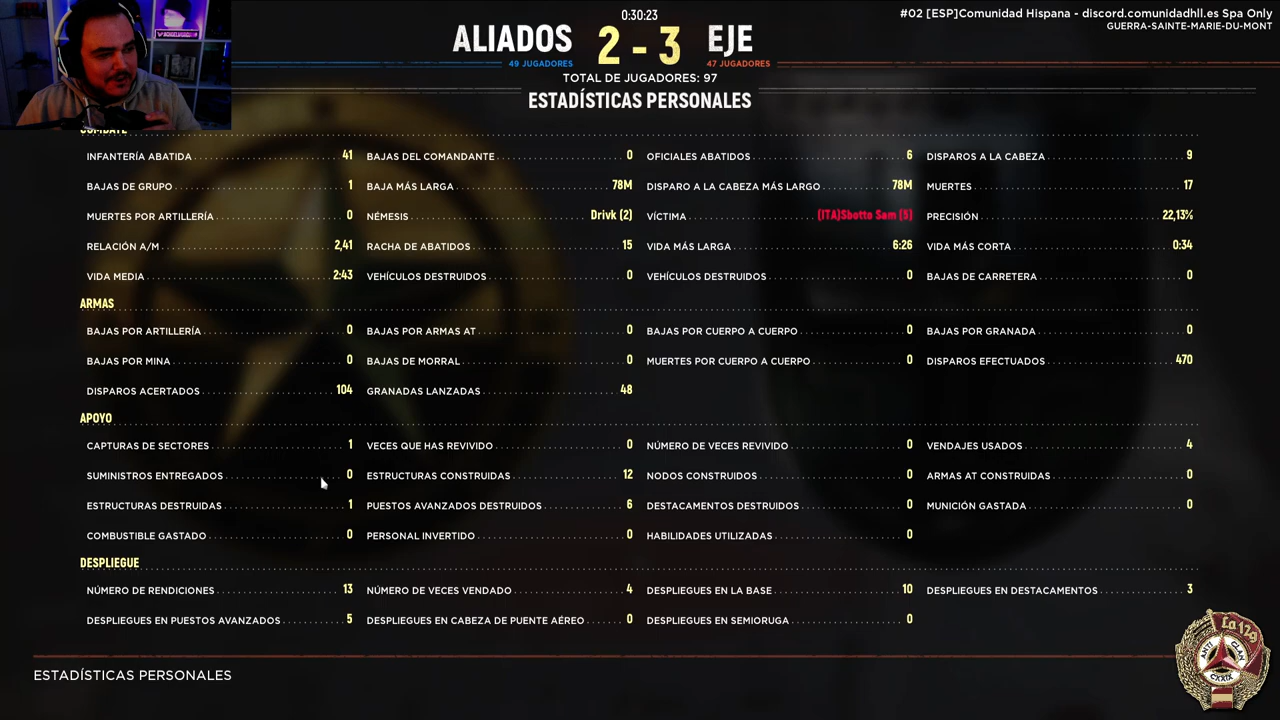 0:30:23
ALIADOS 2 - 3 EJE
49 JUGADORES 47 JUGADORES
TOTAL DE JUGADORES: 97
#02 [ESP]Comunidad Hispana - discord.comunidadhll.es Spa Only
GUERRA-SAINTE-MARIE-DU-MONT
ESTADÍSTICAS PERSONALES
COMBATE
INFANTERÍA ABATIDA 41 BAJAS DEL COMANDANTE 0 OFICIALES ABATIDOS 6 DISPAROS A LA CABEZA 9
BAJAS DE GRUPO 1 BAJA MÁS LARGA 78M DISPARO A LA CABEZA MÁS LARGO 78M MUERTES 17
MUERTES POR ARTILLERÍA 0 NÉMESIS Drivk (2) VÍCTIMA (ITA)Sbotto Sam (5) PRECISIÓN 22,13%
RELACIÓN A/M 2,41 RACHA DE ABATIDOS 15 VIDA MÁS LARGA 6:26 VIDA MÁS CORTA 0:34
VIDA MEDIA 2:43 VEHÍCULOS DESTRUIDOS 0 VEHÍCULOS DESTRUIDOS 0 BAJAS DE CARRETERA 0
ARMAS
BAJAS POR ARTILLERÍA 0 BAJAS POR ARMAS AT 0 BAJAS POR CUERPO A CUERPO 0 BAJAS POR GRANADA 0
BAJAS POR MINA 0 BAJAS DE MORRAL 0 MUERTES POR CUERPO A CUERPO 0 DISPAROS EFECTUADOS 470
DISPAROS ACERTADOS 104 GRANADAS LANZADAS 48
APOYO
CAPTURAS DE SECTORES 1 VECES QUE HAS REVIVIDO 0 NÚMERO DE VECES REVIVIDO 0 VENDAJES USADOS 4
SUMINISTROS ENTREGADOS 0 ESTRUCTURAS CONSTRUIDAS 12 NODOS CONSTRUIDOS 0 ARMAS AT CONSTRUIDAS 0
ESTRUCTURAS DESTRUIDAS 1 PUESTOS AVANZADOS DESTRUIDOS 6 DESTACAMENTOS DESTRUIDOS 0 MUNICIÓN GASTADA 0
COMBUSTIBLE GASTADO 0 PERSONAL INVERTIDO 0 HABILIDADES UTILIZADAS 0
DESPLIEGUE
NÚMERO DE RENDICIONES 13 NÚMERO DE VECES VENDADO 4 DESPLIEGUES EN LA BASE 10 DESPLIEGUES EN DESTACAMENTOS 3
DESPLIEGUES EN PUESTOS AVANZADOS 5 DESPLIEGUES EN CABEZA DE PUENTE AÉREO 0 DESPLIEGUES EN SEMIORUGA 0
ESTADÍSTICAS PERSONALES
La 129
ANTI CLAN
CXXIX